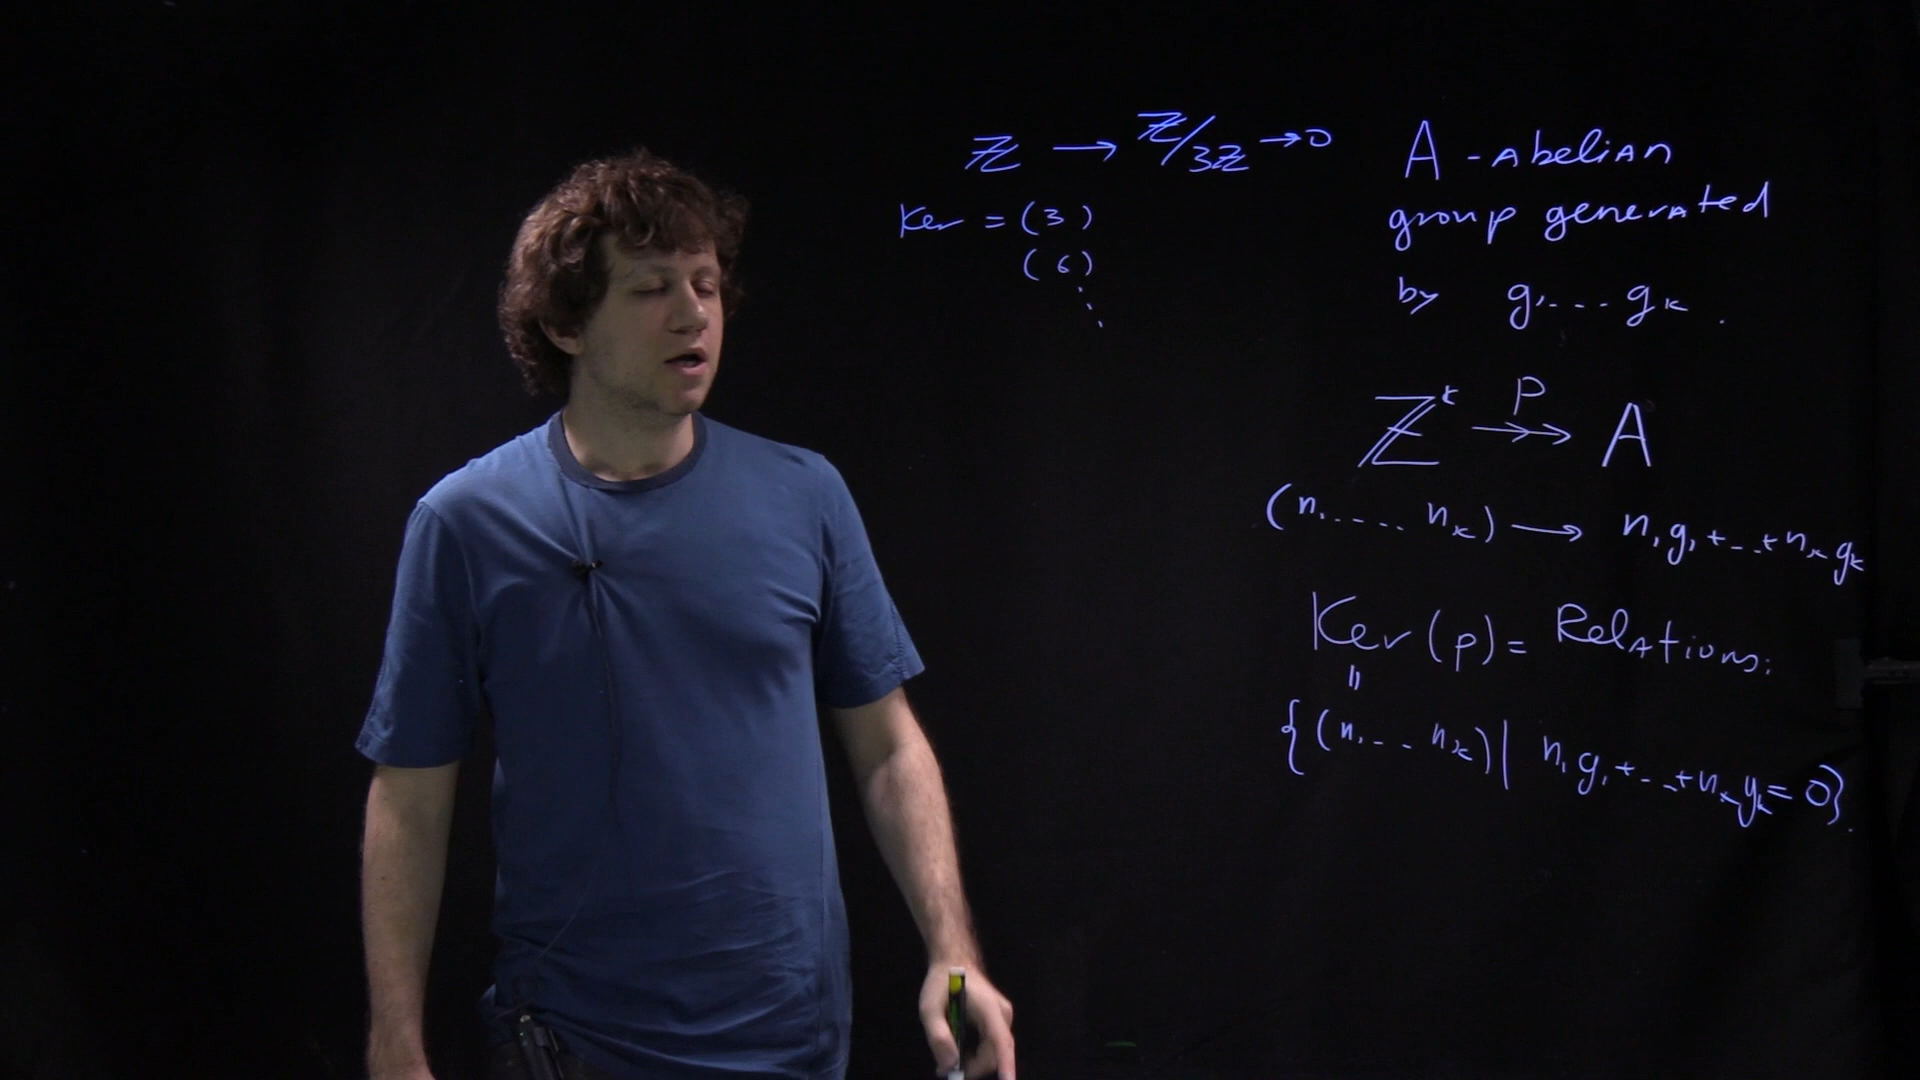 ℤ → ℤ/3ℤ → 0
Ker = (3)
(6)
⋱
A - Abelian
group generated
by g₁ ... gₖ.
ℤᵏ ↠ᵖ A
(n₁ ..... nₖ) → n₁g₁ + ... + nₖgₖ
Ker (p) = Relations:
||
{(n₁ ... nₖ) | n₁g₁ + ... + nₖgₖ = 0}.